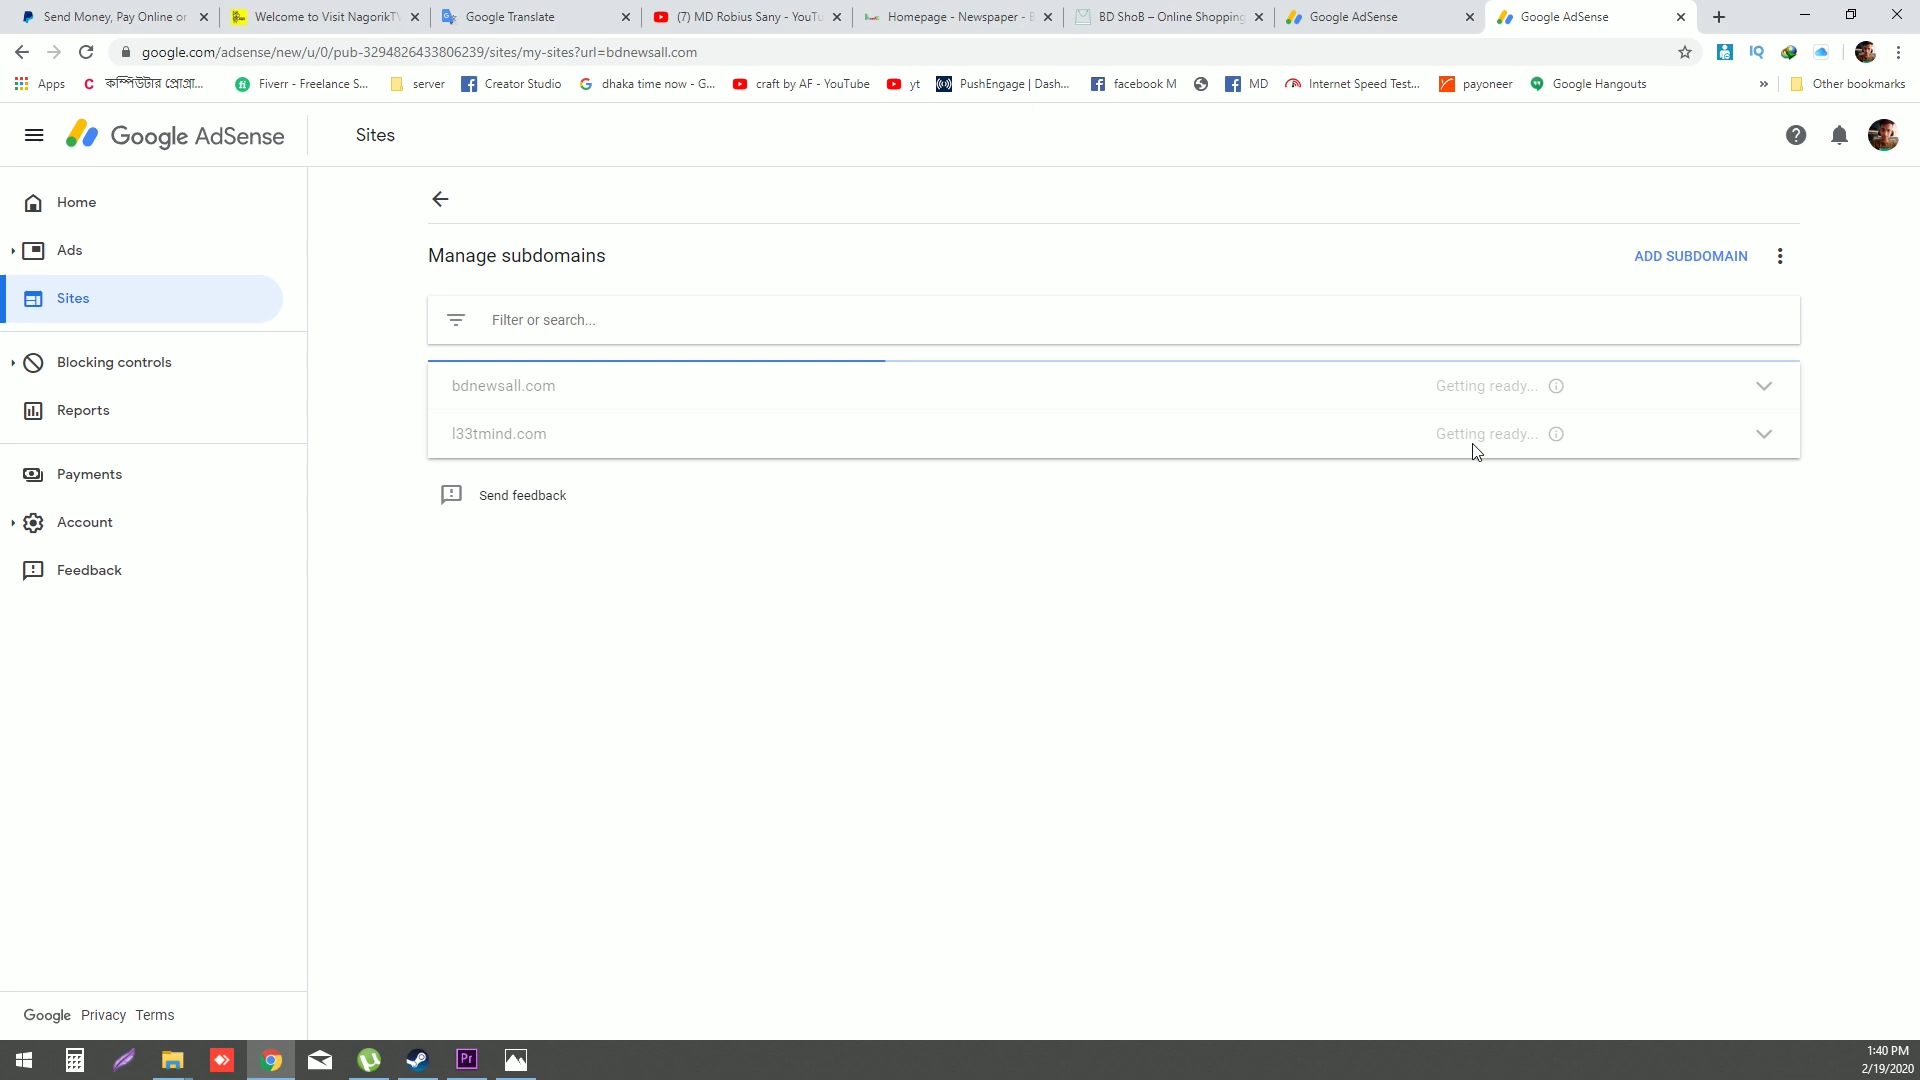 Send Money, Pay Online or
Welcome to Visit NagorikTV
Google Translate
(7) MD Robius Sany - YouTu
Homepage - Newspaper - E
BD ShoB – Online Shopping
Google AdSense
Google AdSense
google.com/adsense/new/u/0/pub-3294826433806239/sites/my-sites?url=bdnewsall.com
IQ
Apps
কম্পিউটার প্রোগ্রা...
Fiverr - Freelance S...
server
Creator Studio
dhaka time now - G...
craft by AF - YouTube
yt
PushEngage | Dash...
facebook M
MD
Internet Speed Test...
payoneer
Google Hangouts
»
Other bookmarks
Google AdSense
Sites
Home
Ads
Sites
Blocking controls
Reports
Payments
Account
Feedback
Manage subdomains
ADD SUBDOMAIN
Filter or search...
bdnewsall.com
Getting ready...
l33tmind.com
Getting ready...
Send feedback
Google Privacy Terms
Pr
1:40 PM
2/19/2020